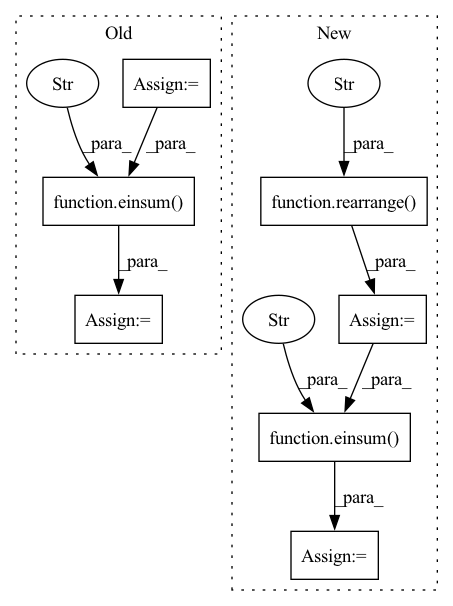 Old
New
Str
Assign:=
Str
_para_
_para_
_para_
function.einsum()
function.rearrange()
_para_
_para_
Assign:=
Str
Assign:=
_para_
_para_
function.einsum()
_para_
Assign:=